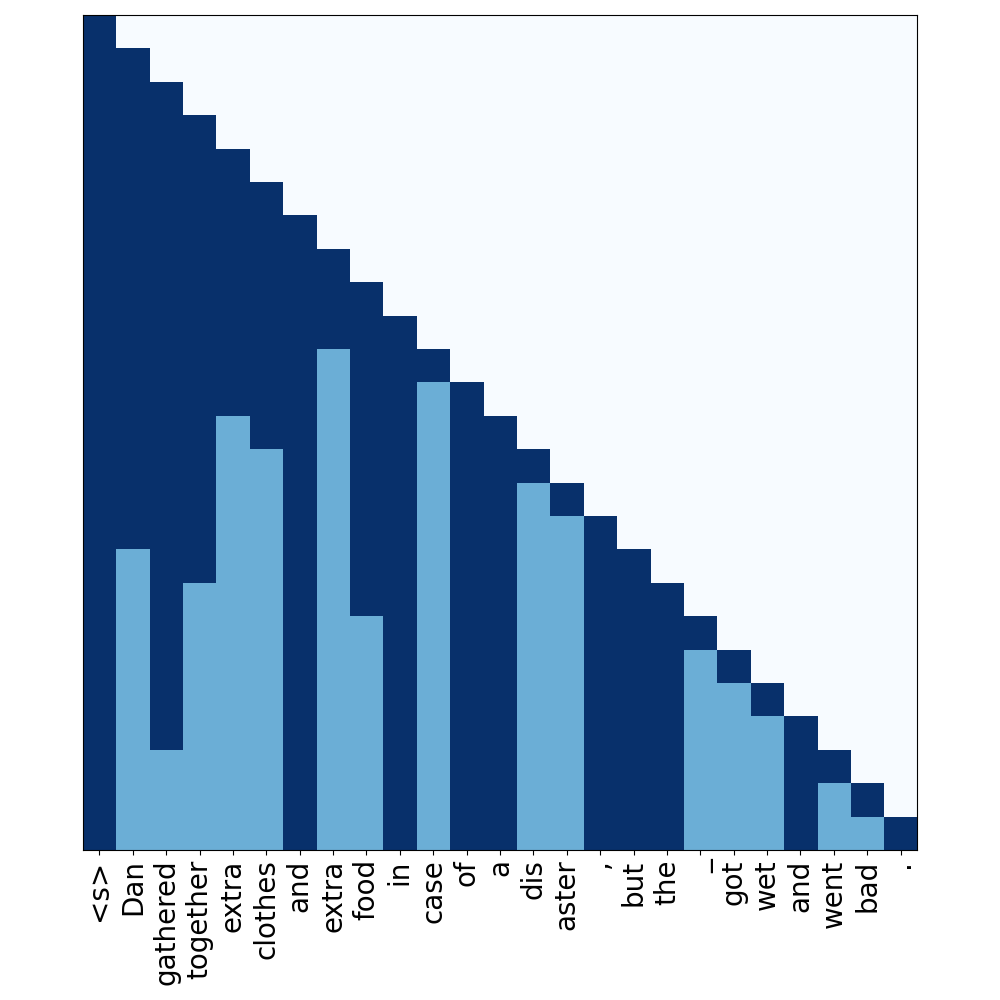 <s> Dan gathered together extra clothes and extra food in case of a dis aster , but the _ got wet and went bad .